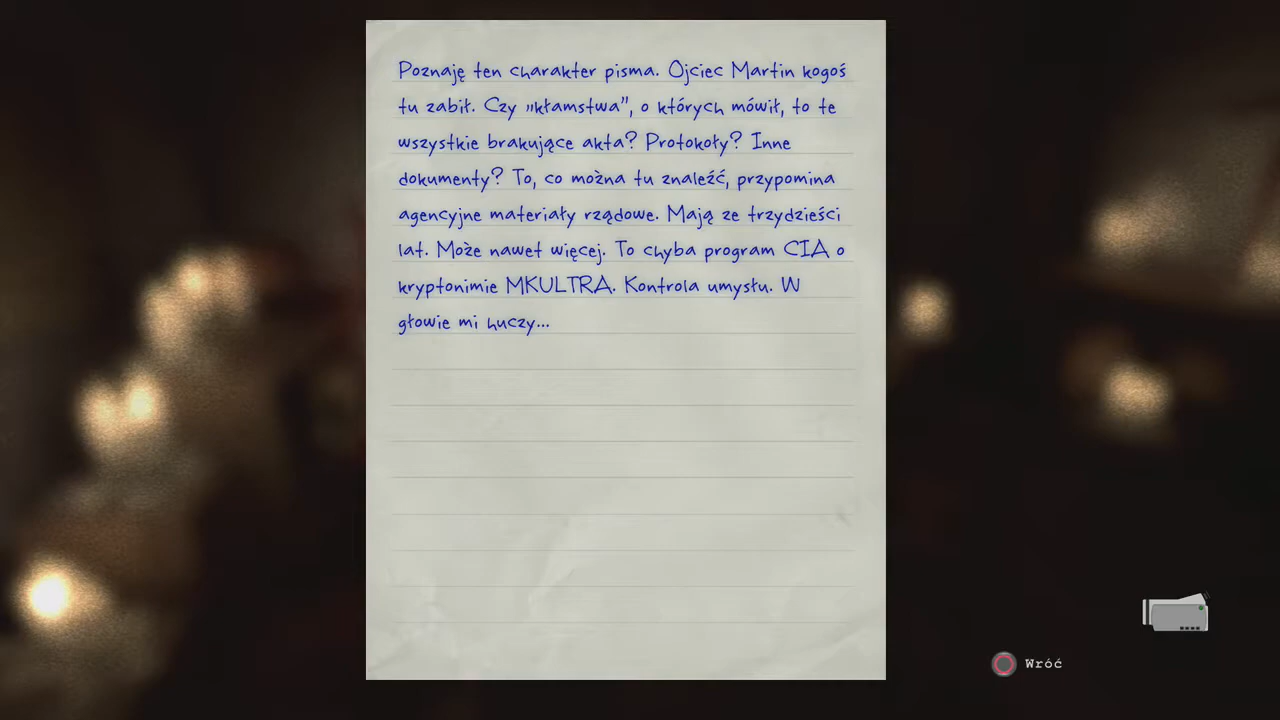 Poznaję ten charakter pisma. Ojciec Martin kogoś
tu zabił. Czy „kłamstwa”, o których mówił, to te
wszystkie brakujące akta? Protokoły? Inne
dokumenty? To, co można tu znaleźć, przypomina
agencyjne materiały rządowe. Mają ze trzydzieści
lat. Może nawet więcej. To chyba program CIA o
kryptonimie MKULTRA. Kontrola umysłu. W
głowie mi huczy...
Wróć